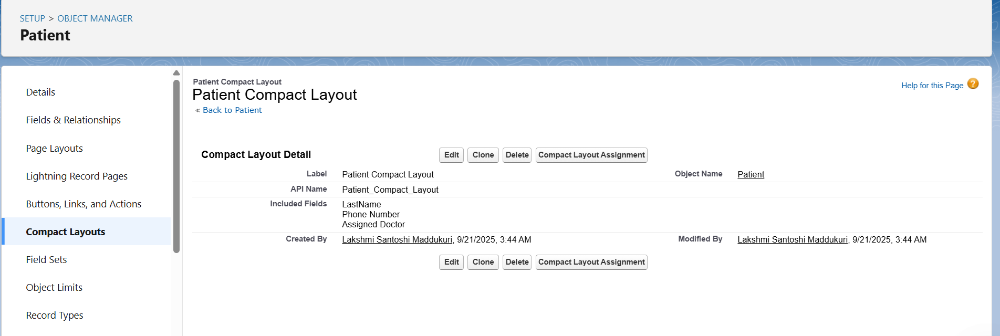 SETUP > OBJECT MANAGER
Patient
Details
Fields & Relationships
Page Layouts
Lightning Record Pages
Buttons, Links, and Actions
Compact Layouts
Field Sets
Object Limits
Record Types
Patient Compact Layout
Patient Compact Layout
« Back to Patient
Help for this Page ?
Compact Layout Detail Edit Clone Delete Compact Layout Assignment
Label Patient Compact Layout Object Name Patient
API Name Patient_Compact_Layout
Included Fields LastName
Phone Number
Assigned Doctor
Created By Lakshmi Santoshi Maddukuri, 9/21/2025, 3:44 AM Modified By Lakshmi Santoshi Maddukuri, 9/21/2025, 3:44 AM
Edit Clone Delete Compact Layout Assignment